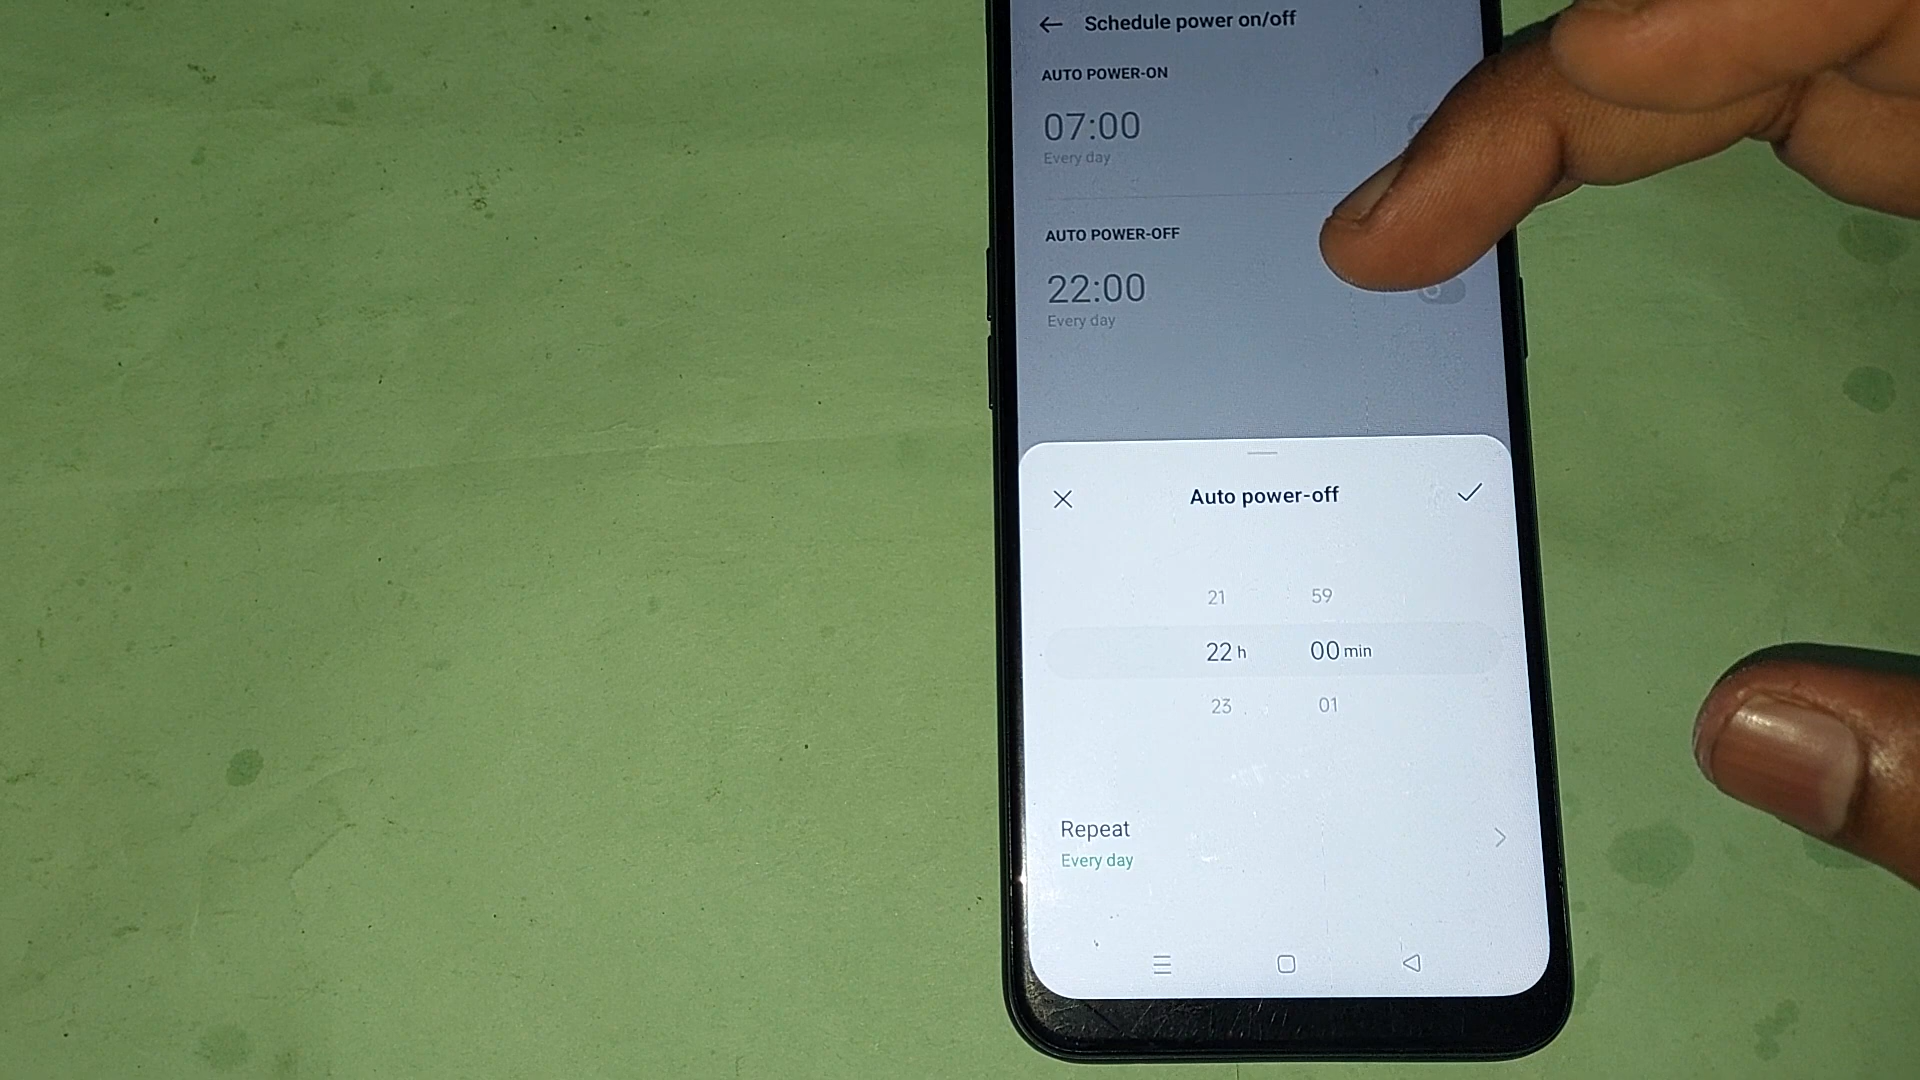 Schedule power on/off
AUTO POWER-ON
07:00
Every day
AUTO POWER-OFF
22:00
Every day
Auto power-off
21 59
22 h 00 min
23 01
Repeat
Every day